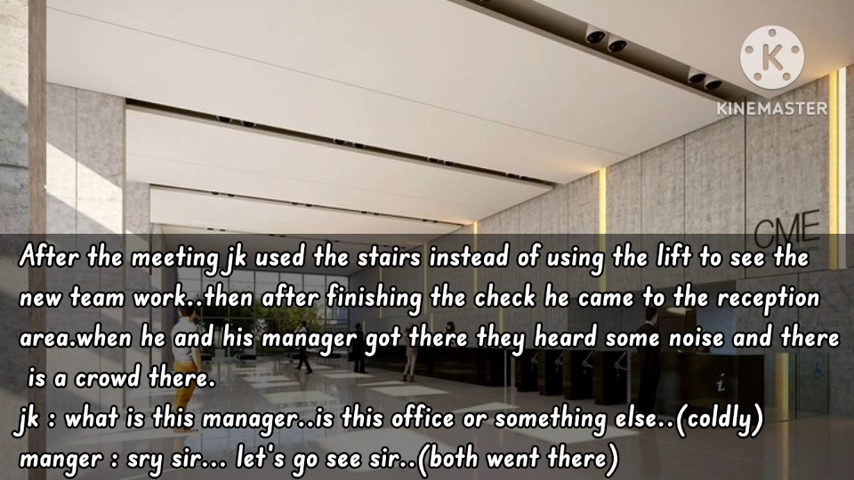 K
KINEMASTER
CME
After the meeting jk used the stairs instead of using the lift to see the
new team work..then after finishing the check he came to the reception
area.when he and his manager got there they heard some noise and there
is a crowd there.
i
jk : what is this manager..is this office or something else..(coldly)
manger : sry sir... let's go see sir..(both went there)